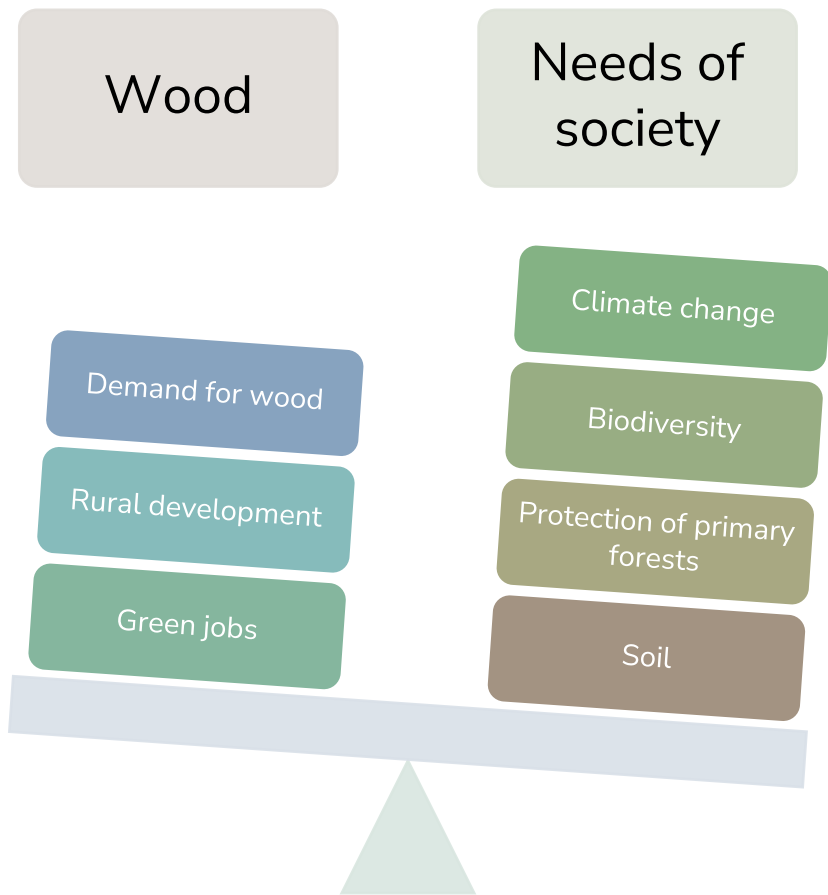 Wood
Needs of
society
Demand for wood
Rural development
Green jobs
Climate change
Biodiversity
Protection of primary
forests
Soil